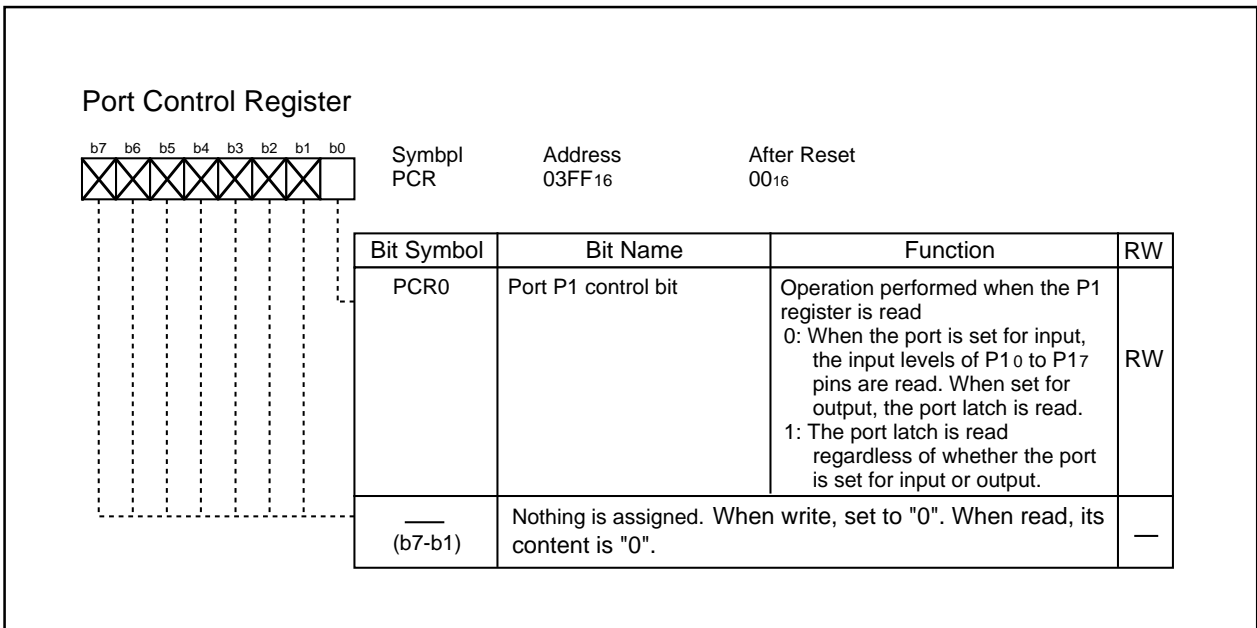 Port Control Register
b7 b6 b5 b4 b3 b2 b1 b0
Symbpl Address After Reset
PCR 03FF16 0016
Bit Symbol Bit Name Function RW
PCR0 Port P1 control bit Operation performed when the P1
register is read
0: When the port is set for input,
the input levels of P10 to P17
pins are read. When set for
output, the port latch is read.
1: The port latch is read
regardless of whether the port
is set for input or output.
RW
—
(b7-b1)
Nothing is assigned. When write, set to "0". When read, its
content is "0".
—